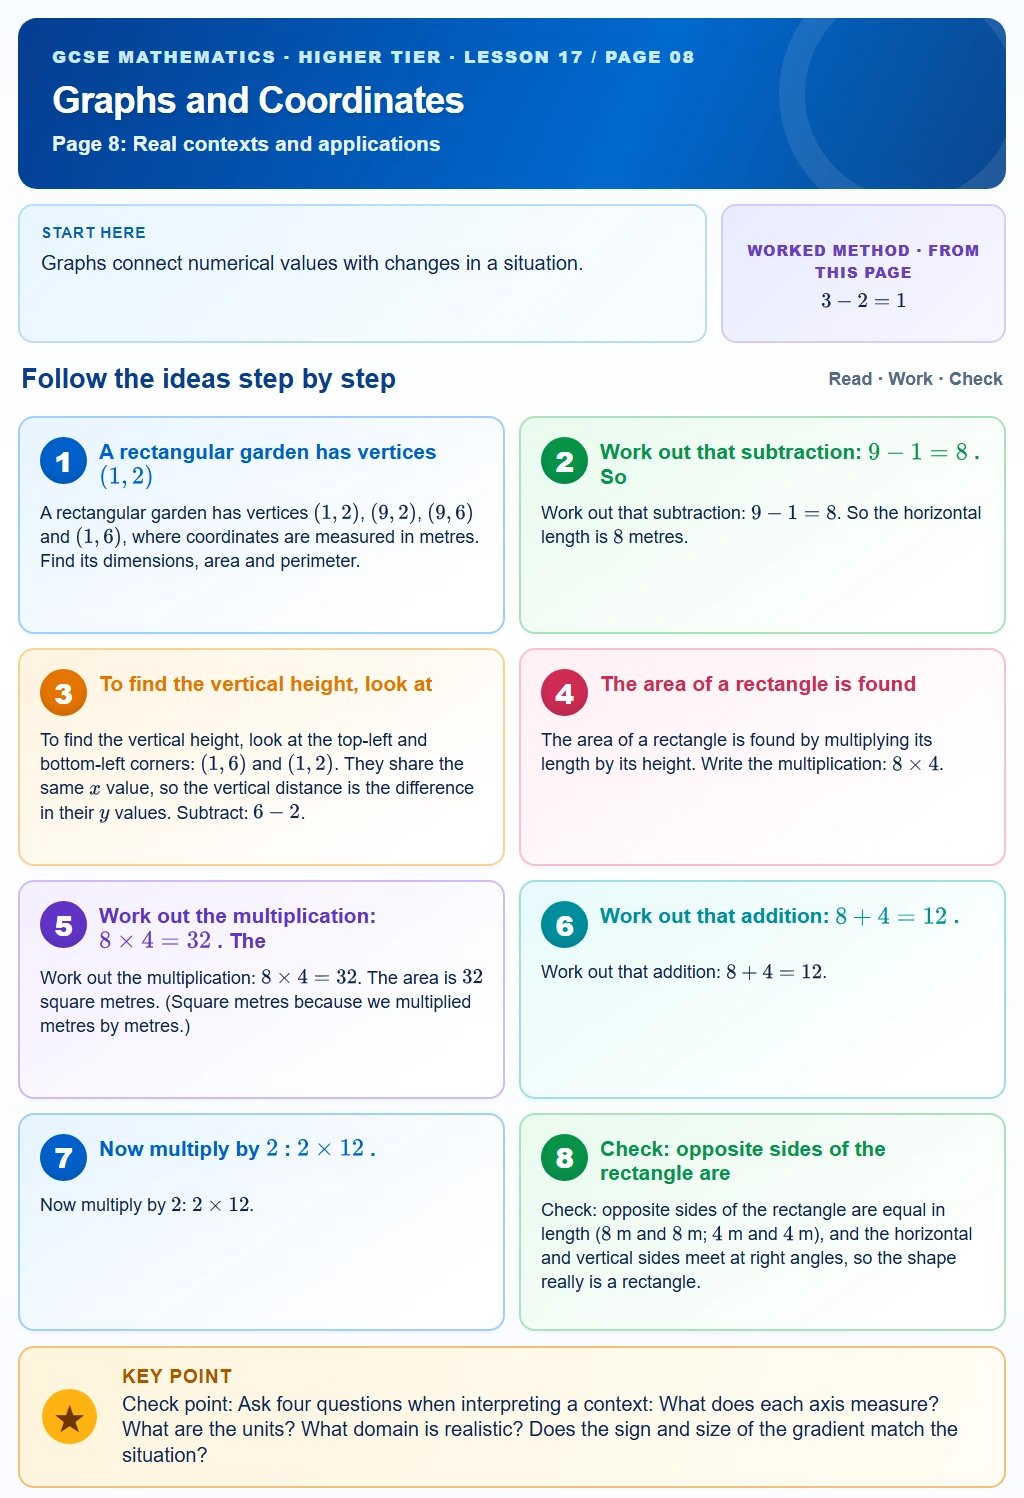 GCSE MATHEMATICS · HIGHER TIER · LESSON 17 / PAGE 08
Graphs and Coordinates
Page 8: Real contexts and applications
START HERE
Graphs connect numerical values with changes in a situation.
WORKED METHOD · FROM
THIS PAGE
3 − 2 = 1
Follow the ideas step by step
Read · Work · Check
1
A rectangular garden has vertices
(1, 2)
A rectangular garden has vertices (1, 2), (9, 2), (9, 6)
and (1, 6), where coordinates are measured in metres.
Find its dimensions, area and perimeter.
2
Work out that subtraction: 9 − 1 = 8 .
So
Work out that subtraction: 9 − 1 = 8. So the horizontal
length is 8 metres.
3
To find the vertical height, look at
To find the vertical height, look at the top-left and
bottom-left corners: (1, 6) and (1, 2). They share the
same x value, so the vertical distance is the difference
in their y values. Subtract: 6 − 2.
4
The area of a rectangle is found
The area of a rectangle is found by multiplying its
length by its height. Write the multiplication: 8 × 4.
5
Work out the multiplication:
8 × 4 = 32 . The
Work out the multiplication: 8 × 4 = 32. The area is 32
square metres. (Square metres because we multiplied
metres by metres.)
6
Work out that addition: 8 + 4 = 12 .
Work out that addition: 8 + 4 = 12.
7
Now multiply by 2 : 2 × 12 .
Now multiply by 2: 2 × 12.
8
Check: opposite sides of the
rectangle are
Check: opposite sides of the rectangle are equal in
length (8 m and 8 m; 4 m and 4 m), and the horizontal
and vertical sides meet at right angles, so the shape
really is a rectangle.
KEY POINT
Check point: Ask four questions when interpreting a context: What does each axis measure?
What are the units? What domain is realistic? Does the sign and size of the gradient match the
situation?